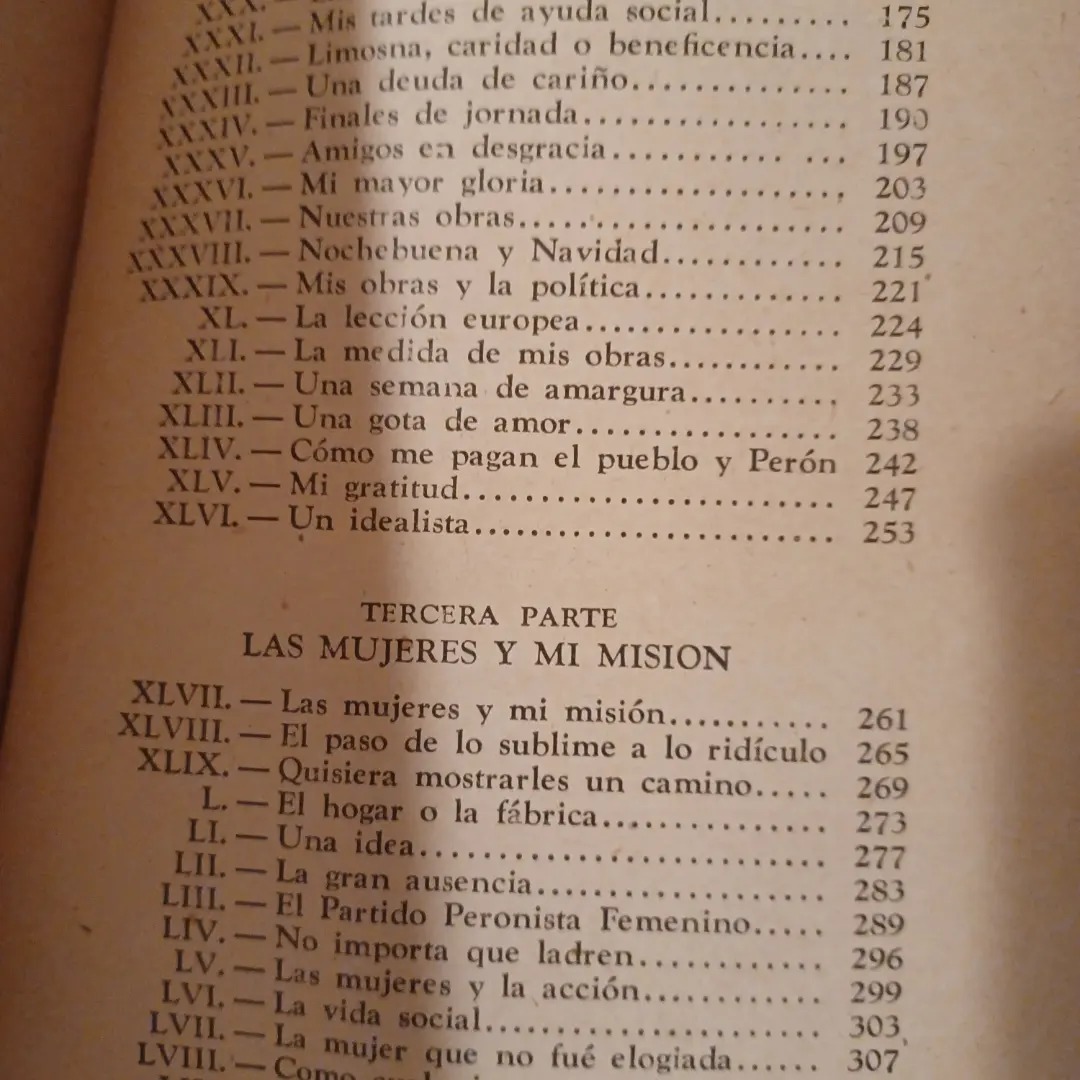 XXX. —
XXXI. — Mis tardes de ayuda social......... 175
XXXII. — Limosna, caridad o beneficencia.... 181
XXXIII. — Una deuda de cariño.............. 187
XXXIV. — Finales de jornada................. 190
XXXV. — Amigos en desgracia............ ... 197
XXXVI. — Mi mayor gloria................... 203
XXXVII. — Nuestras obras..................... 209
XXXVIII. — Nochebuena y Navidad............ 215
XXXIX. — Mis obras y la política............. 221
XL. — La lección europea................. 224
XLI. — La medida de mis obras........... 229
XLII. — Una semana de amargura.......... 233
XLIII. — Una gota de amor................. 238
XLIV. — Cómo me pagan el pueblo y Perón 242
XLV. — Mi gratitud........................ 247
XLVI. — Un idealista........................ 253
TERCERA PARTE
LAS MUJERES Y MI MISION
XLVII. — Las mujeres y mi misión........... 261
XLVIII. — El paso de lo sublime a lo ridículo 265
XLIX. — Quisiera mostrarles un camino..... 269
L. — El hogar o la fábrica............... 273
LI. — Una idea........................... 277
LII. — La gran ausencia................... 283
LIII. — El Partido Peronista Femenino..... 289
LIV. — No importa que ladren............ 296
LV. — Las mujeres y la acción............ 299
LVI. — La vida social...................... 303
LVII. — La mujer que no fué elogiada...... 307
LVIII. — Como